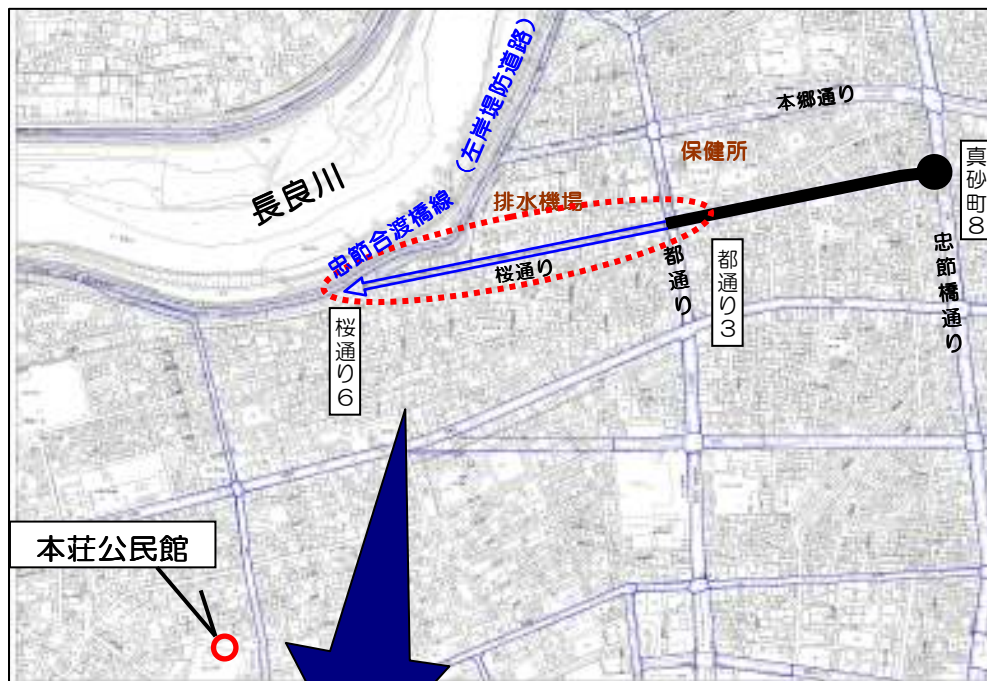 忠節合渡橋線（左岸堤防道路）
本郷通り
長良川
保健所
排水機場
真砂町8
桜通り
都通り
都通り3
忠節橋通り
桜通り6
本荘公民館